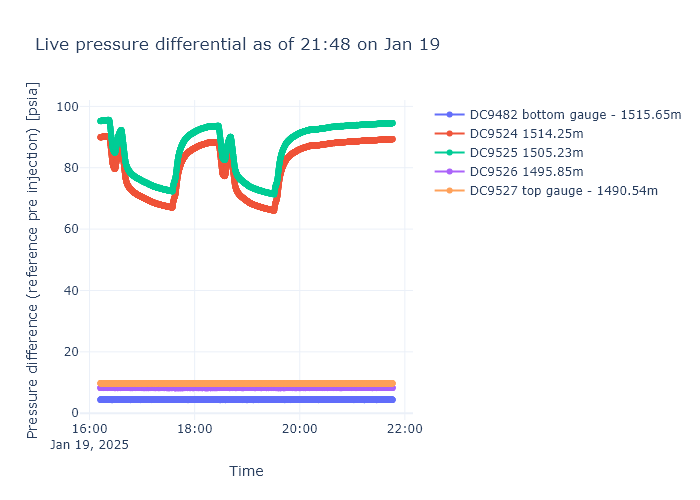 Live pressure differential as of 21:48 on Jan 19
Pressure difference (reference pre injection) [psia]
100
80
60
40
20
0
16:00
18:00
20:00
22:00
Jan 19, 2025
Time
DC9482 bottom gauge - 1515.65m
DC9524 1514.25m
DC9525 1505.23m
DC9526 1495.85m
DC9527 top gauge - 1490.54m